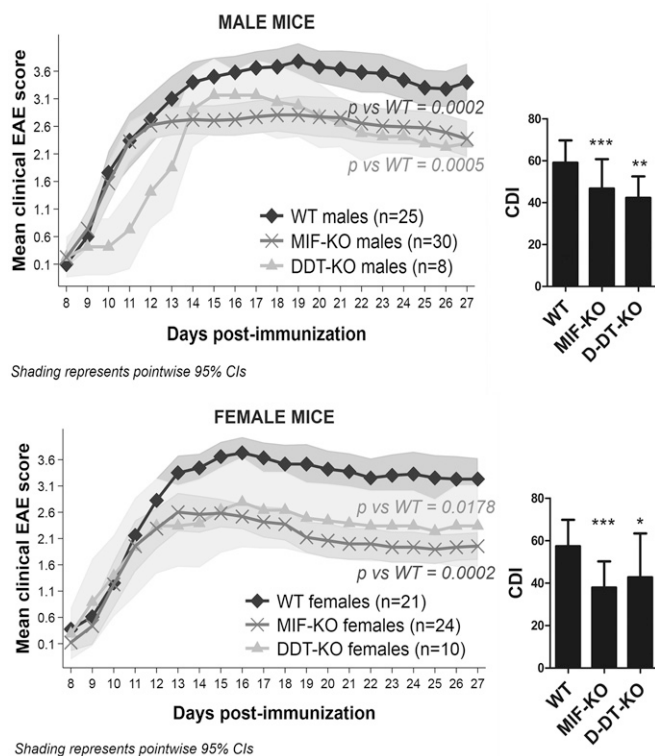 MALE MICE
Mean clinical EAE score
3.6
3.1
2.6
2.1
1.6
1.1
0.6
0.1
p vs WT = 0.0002
p vs WT = 0.0005
WT males (n=25)
MIF-KO males (n=30)
DDT-KO males (n=8)
8 9 10 11 12 13 14 15 16 17 18 19 20 21 22 23 24 25 26 27
Days post-immunization
Shading represents pointwise 95% CIs
CDI
80
60
40
20
0
***
**
WT
MIF-KO
D-DT-KO
FEMALE MICE
Mean clinical EAE score
3.6
3.1
2.6
2.1
1.6
1.1
0.6
0.1
p vs WT = 0.0178
p vs WT = 0.0002
WT females (n=21)
MIF-KO females (n=24)
DDT-KO females (n=10)
8 9 10 11 12 13 14 15 16 17 18 19 20 21 22 23 24 25 26 27
Days post-immunization
Shading represents pointwise 95% CIs
CDI
80
60
40
20
0
***
*
WT
MIF-KO
D-DT-KO